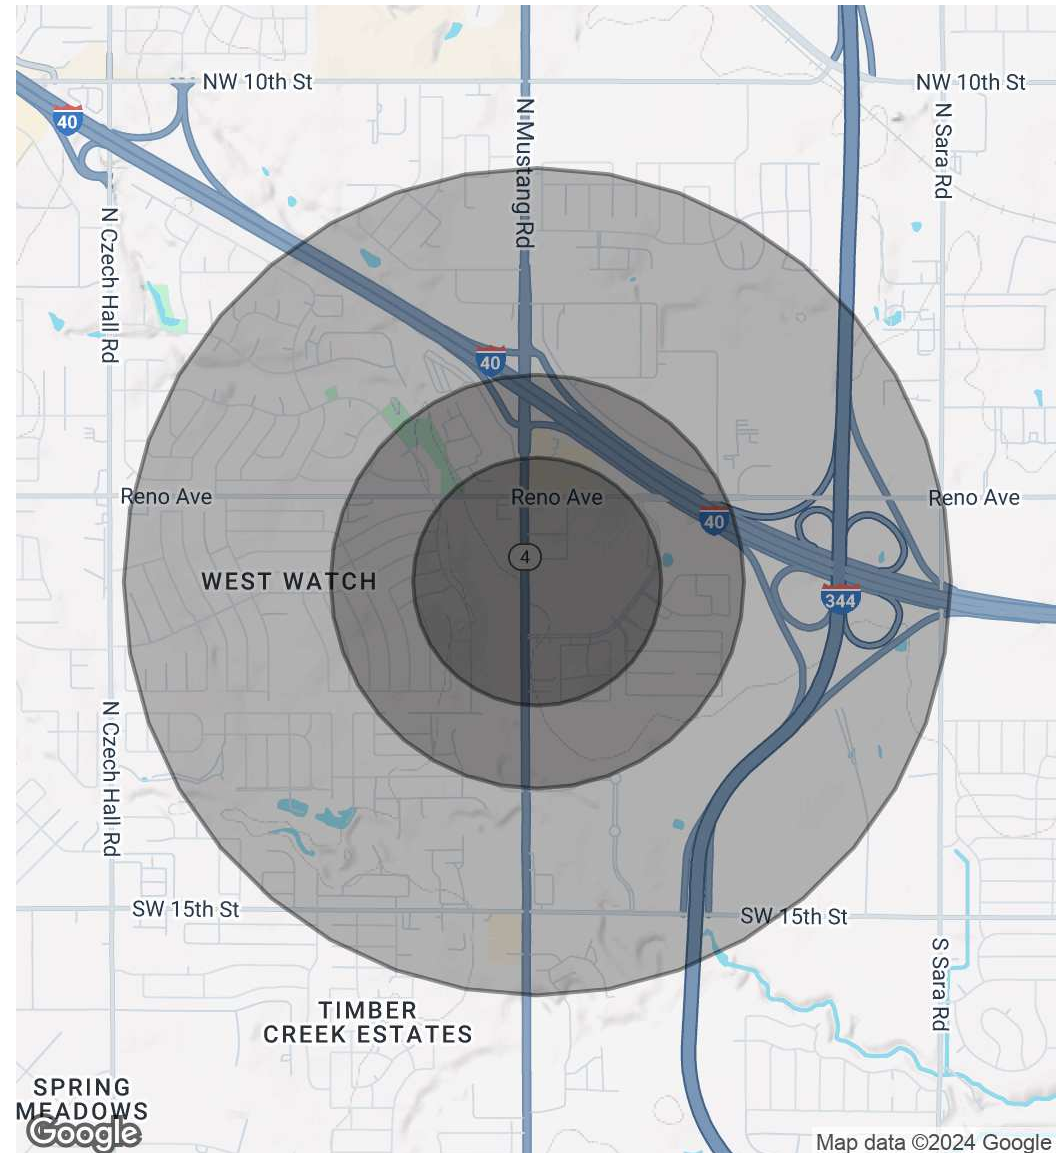 NW 10th St
NW 10th St
40
N Mustang Rd
N Sara Rd
N Czech Hall Rd
40
Reno Ave
Reno Ave
Reno Ave
40
4
WEST WATCH
344
N Czech Hall Rd
SW 15th St
SW 15th St
S Sara Rd
TIMBER
CREEK ESTATES
SPRING
MEADOWS
Google
Map data ©2024 Google